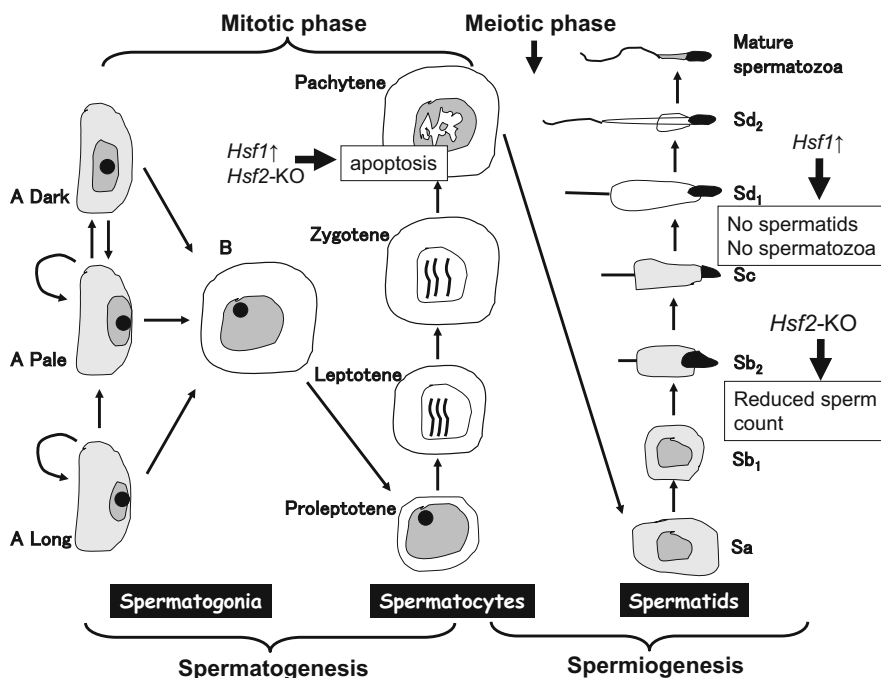 Mitotic phase
Meiotic phase
Mature
spermatozoa
Pachytene
Sd2
Hsf1↑
Hsf2-KO
apoptosis
Hsf1↑
A Dark
Sd1
No spermatids
No spermatozoa
B
Zygotene
Sc
Hsf2-KO
A Pale
Leptotene
Sb2
Reduced sperm
count
Sb1
Proleptotene
A Long
Sa
Spermatogonia
Spermatocytes
Spermatids
Spermatogenesis
Spermiogenesis